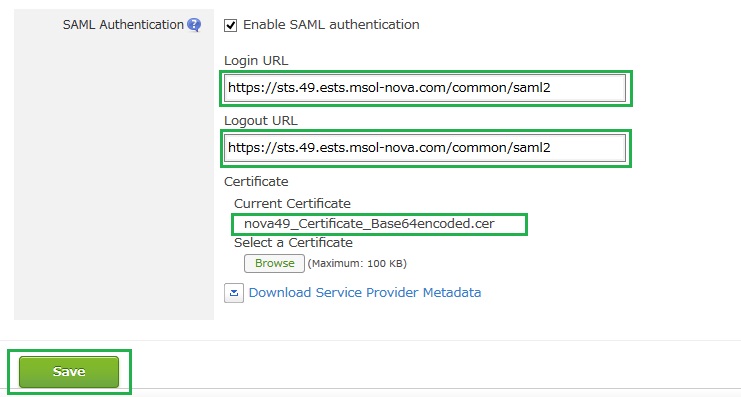 SAML Authentication ?
Enable SAML authentication
Login URL
https://sts.49.ests.msol-nova.com/common/saml2
Logout URL
https://sts.49.ests.msol-nova.com/common/saml2
Certificate
Current Certificate
nova49_Certificate_Base64encoded.cer
Select a Certificate
Browse (Maximum: 100 KB)
Download Service Provider Metadata
Save